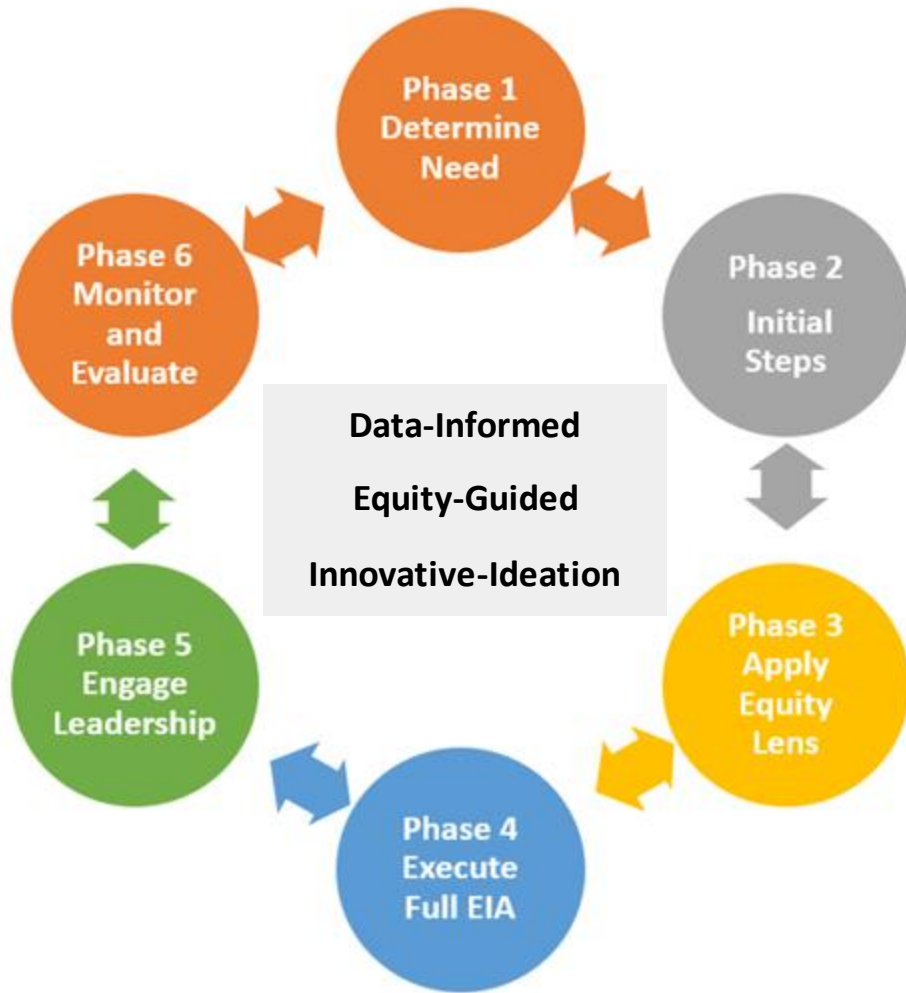 Phase 1
Determine
Need
Phase 2
Initial
Steps
Phase 3
Apply
Equity
Lens
Phase 4
Execute
Full EIA
Phase 5
Engage
Leadership
Phase 6
Monitor
and
Evaluate
Data-Informed
Equity-Guided
Innovative-Ideation